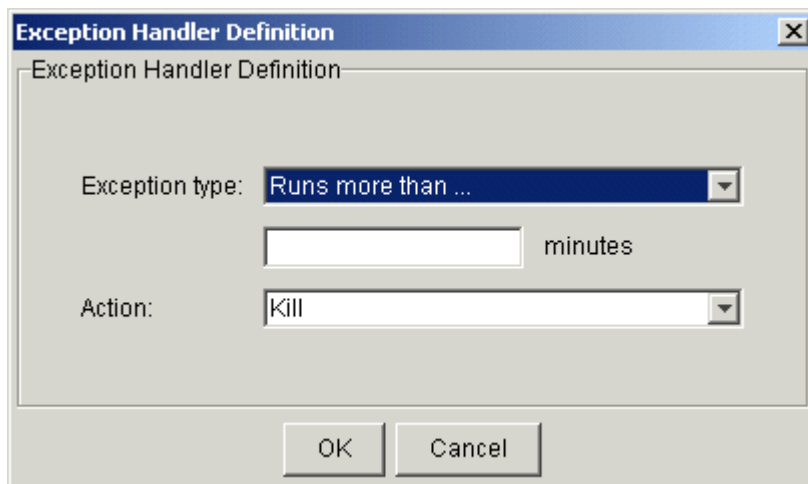 Exception Handler Definition
Exception Handler Definition
Exception type: Runs more than ...
minutes
Action: Kill
OK Cancel